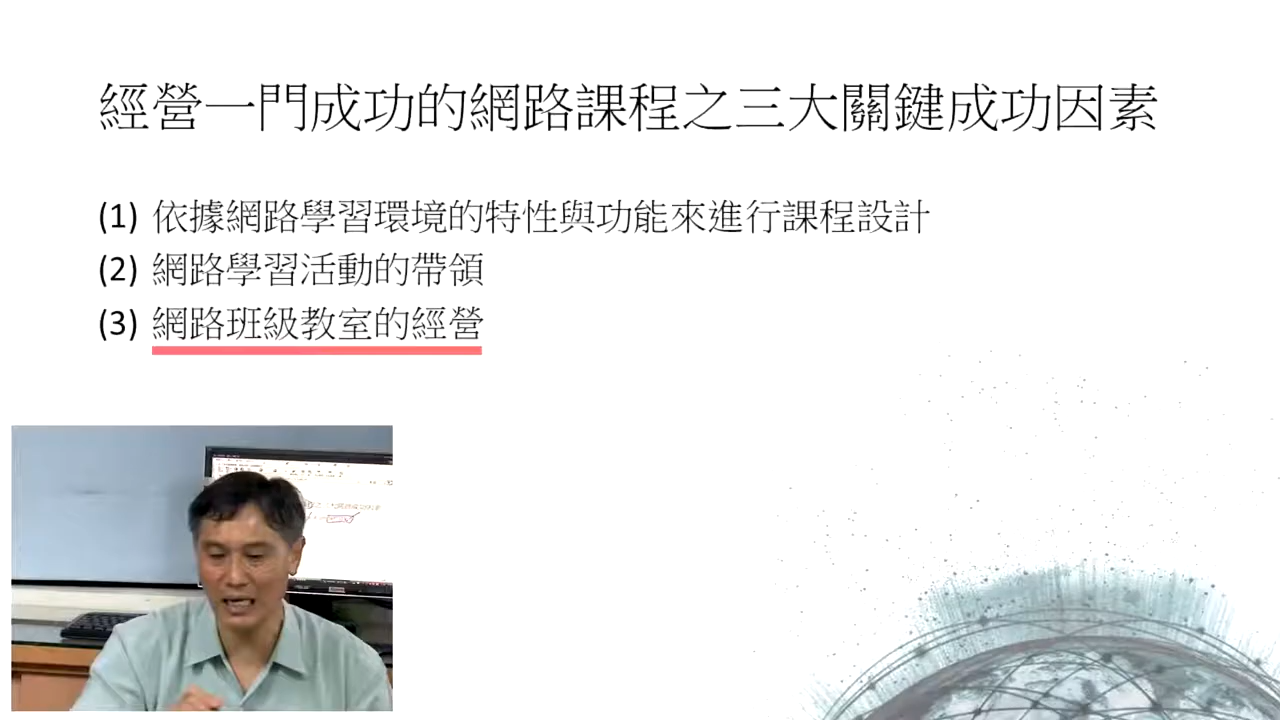 經營一門成功的網路課程之三大關鍵成功因素
(1) 依據網路學習環境的特性與功能來進行課程設計
(2) 網路學習活動的帶領
(3) 網路班級教室的經營